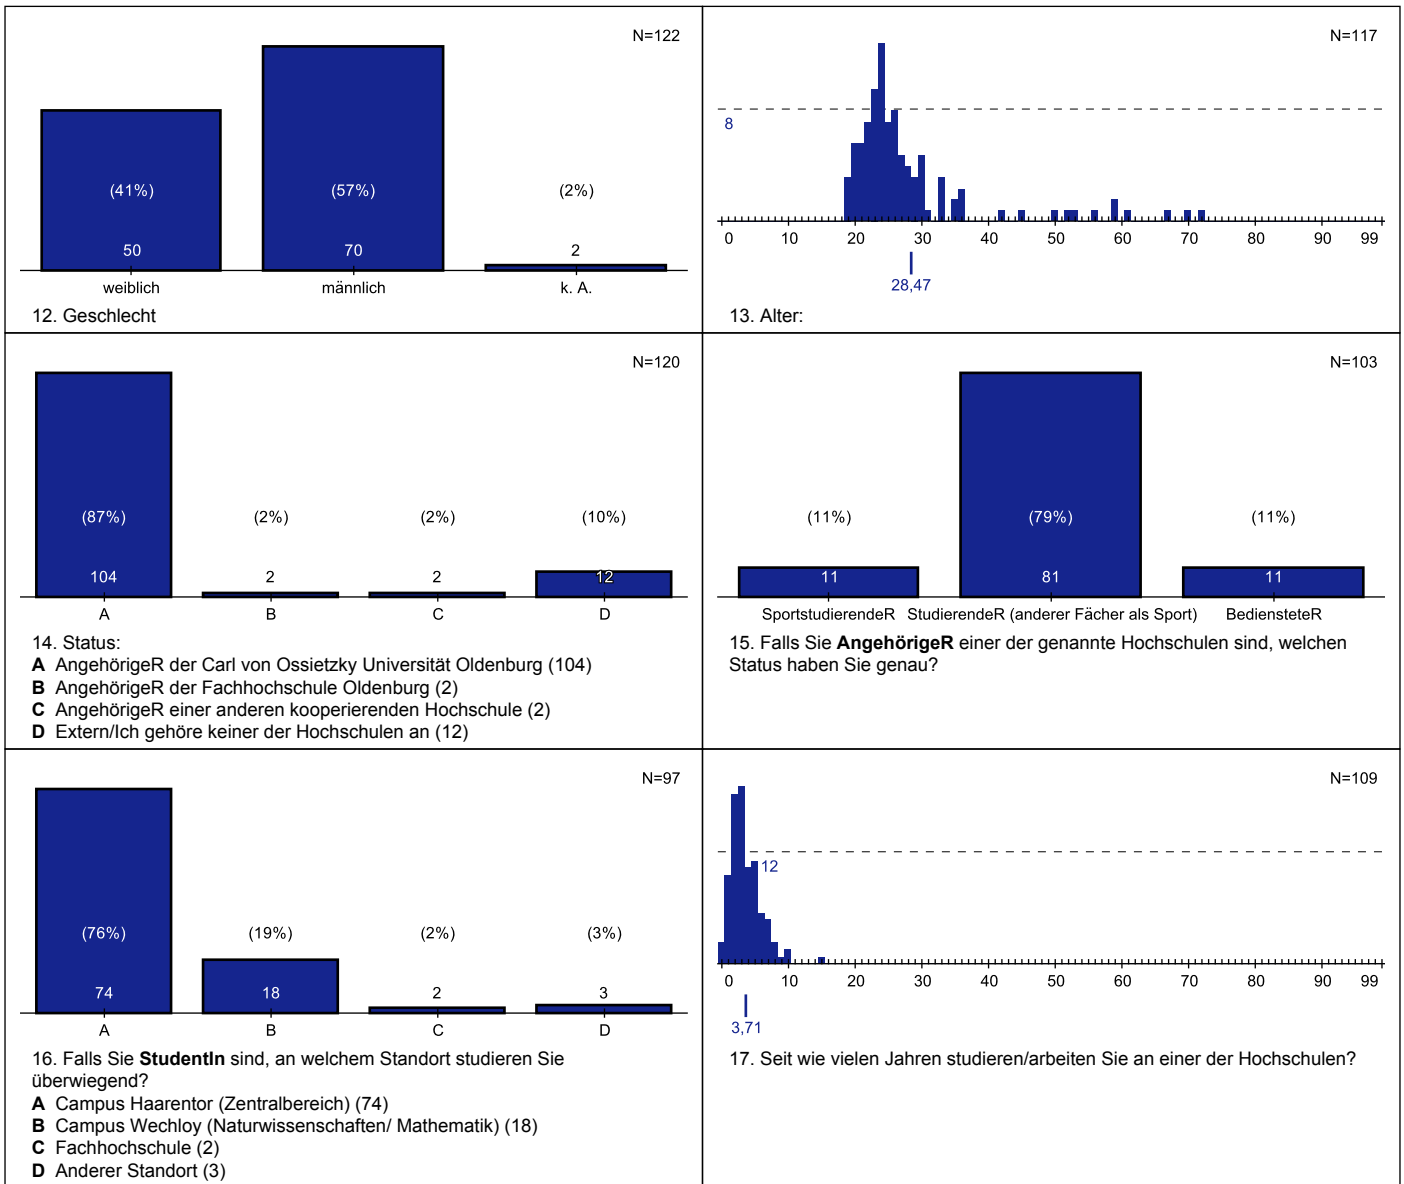 N=122
(41%)
(57%)
(2%)
50
70
2
weiblich
männlich
k. A.
12. Geschlecht
N=117
8
0 10 20 30 40 50 60 70 80 90 99
28,47
13. Alter:
N=120
(87%)
(2%)
(2%)
(10%)
104
2
2
12
A
B
C
D
14. Status:
A AngehörigeR der Carl von Ossietzky Universität Oldenburg (104)
B AngehörigeR der Fachhochschule Oldenburg (2)
C AngehörigeR einer anderen kooperierenden Hochschule (2)
D Extern/Ich gehöre keiner der Hochschulen an (12)
N=103
(11%)
(79%)
(11%)
11
81
11
SportstudierendeR
StudierendeR (anderer Fächer als Sport)
BediensteteR
15. Falls Sie AngehörigeR einer der genannte Hochschulen sind, welchen
Status haben Sie genau?
N=97
(76%)
(19%)
(2%)
(3%)
74
18
2
3
A
B
C
D
16. Falls Sie StudentIn sind, an welchem Standort studieren Sie
überwiegend?
A Campus Haarentor (Zentralbereich) (74)
B Campus Wechloy (Naturwissenschaften/ Mathematik) (18)
C Fachhochschule (2)
D Anderer Standort (3)
N=109
12
0 10 20 30 40 50 60 70 80 90 99
3,71
17. Seit wie vielen Jahren studieren/arbeiten Sie an einer der Hochschulen?